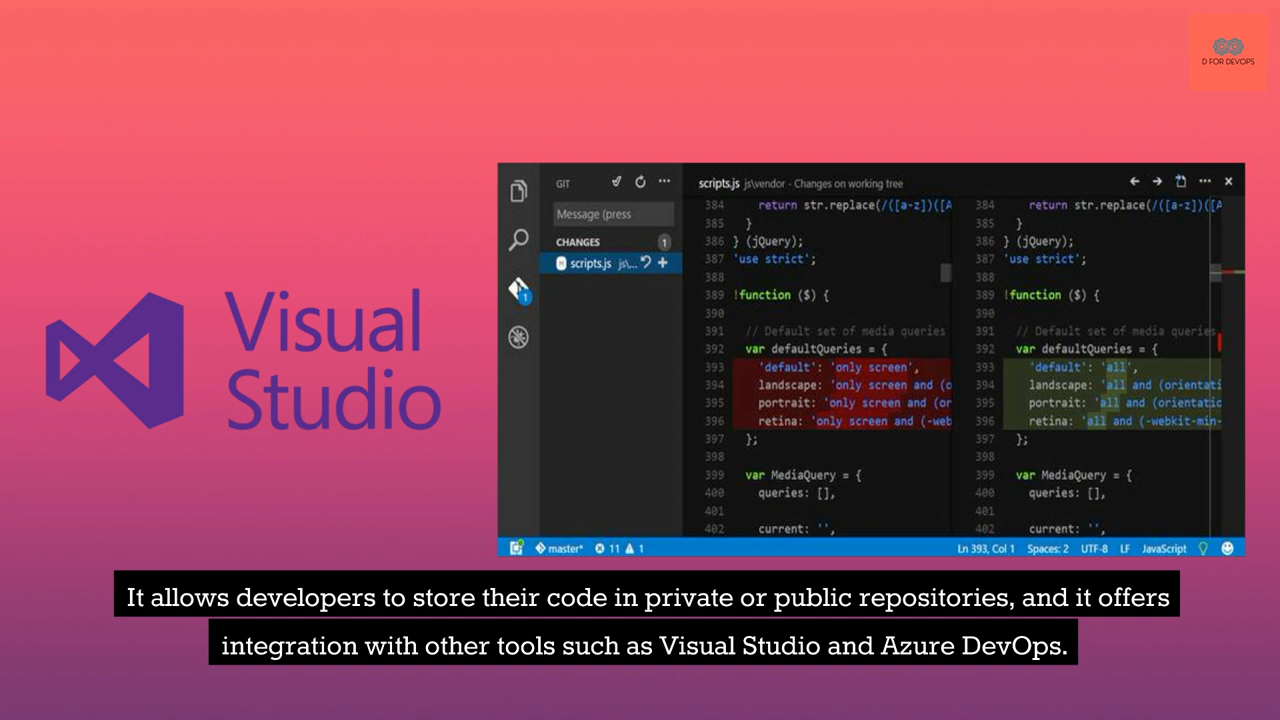 D FOR DEVOPS
Visual
Studio
GIT
Message (press
CHANGES 1
scripts.js js\...
1
scripts.js js\vendor - Changes on working tree
384 return str.replace(/([a-z])([A
385 }
386 } (jQuery);
387 'use strict';
388
389 !function ($) {
390
391 // Default set of media queries
392 var defaultQueries = {
393 'default': 'only screen',
394 landscape: 'only screen and (o
395 portrait: 'only screen and (or
396 retina: 'only screen and (-web
397 };
398
399 var MediaQuery = {
400 queries: [],
401
402 current: '',
384 return str.replace(/([a-z])([A
385 }
386 } (jQuery);
387 'use strict';
388
389 !function ($) {
390
391 // Default set of media queries
392 var defaultQueries = {
393 'default': 'all',
394 landscape: 'all and (orientati
395 portrait: 'all and (orientatio
396 retina: 'all and (-webkit-min-
397 };
398
399 var MediaQuery = {
400 queries: [],
401
402 current: '',
master* 11 1 Ln 393, Col 1 Spaces: 2 UTF-8 LF JavaScript
It allows developers to store their code in private or public repositories, and it offers
integration with other tools such as Visual Studio and Azure DevOps.